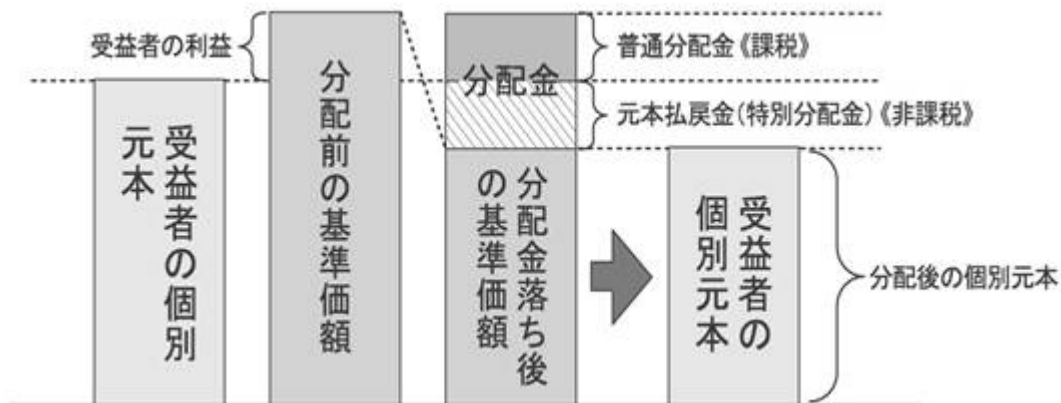 受益者の利益
受益者の個別
元本
分配前の基準価額
分配金
分配金落ち後
の基準価額
普通分配金《課税》
元本払戻金(特別分配金)《非課税》
受益者の
個別元本
分配後の個別元本